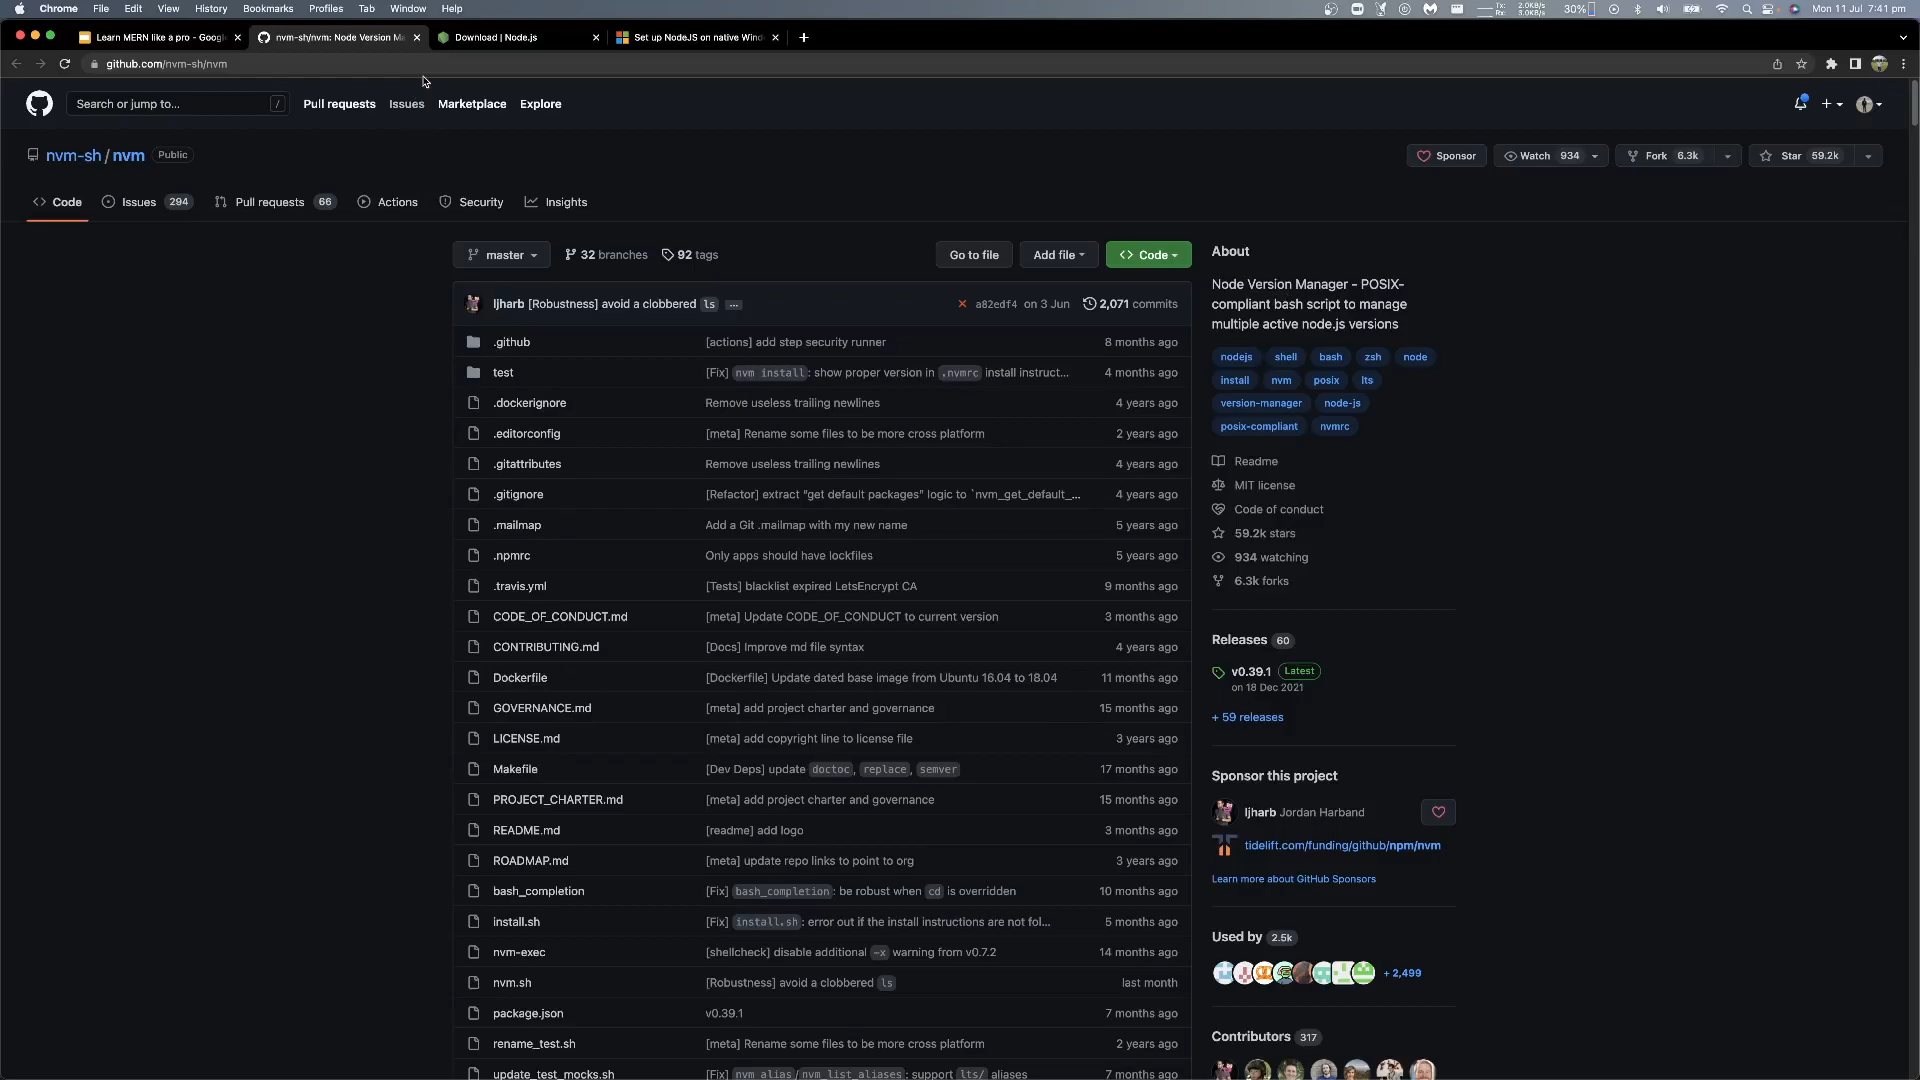 Chrome File Edit View History Bookmarks Profiles Tab Window Help
Tx: 2.0KB/s
Rx: 3.0KB/s
30%
Mon 11 Jul 7:41 pm
Learn MERN like a pro - Google
nvm-sh/nvm: Node Version Ma
Download | Node.js
Set up NodeJS on native Wind
github.com/nvm-sh/nvm
Search or jump to... /
Pull requests Issues Marketplace Explore
nvm-sh / nvm Public
Sponsor
Watch 934
Fork 6.3k
Star 59.2k
Code
Issues 294
Pull requests 66
Actions
Security
Insights
master
32 branches
92 tags
Go to file
Add file
Code
ljharb [Robustness] avoid a clobbered ls ...
a82edf4 on 3 Jun 2,071 commits
.github [actions] add step security runner 8 months ago
test [Fix] nvm install: show proper version in .nvmrc install instruct... 4 months ago
.dockerignore Remove useless trailing newlines 4 years ago
.editorconfig [meta] Rename some files to be more cross platform 2 years ago
.gitattributes Remove useless trailing newlines 4 years ago
.gitignore [Refactor] extract "get default packages" logic to `nvm_get_default_... 4 years ago
.mailmap Add a Git .mailmap with my new name 5 years ago
.npmrc Only apps should have lockfiles 5 years ago
.travis.yml [Tests] blacklist expired LetsEncrypt CA 9 months ago
CODE_OF_CONDUCT.md [meta] Update CODE_OF_CONDUCT to current version 3 months ago
CONTRIBUTING.md [Docs] Improve md file syntax 4 years ago
Dockerfile [Dockerfile] Update dated base image from Ubuntu 16.04 to 18.04 11 months ago
GOVERNANCE.md [meta] add project charter and governance 15 months ago
LICENSE.md [meta] add copyright line to license file 3 years ago
Makefile [Dev Deps] update doctoc, replace, semver 17 months ago
PROJECT_CHARTER.md [meta] add project charter and governance 15 months ago
README.md [readme] add logo 3 months ago
ROADMAP.md [meta] update repo links to point to org 3 years ago
bash_completion [Fix] bash_completion: be robust when cd is overridden 10 months ago
install.sh [Fix] install.sh: error out if the install instructions are not fol... 5 months ago
nvm-exec [shellcheck] disable additional -x warning from v0.7.2 14 months ago
nvm.sh [Robustness] avoid a clobbered ls last month
package.json v0.39.1 7 months ago
rename_test.sh [meta] Rename some files to be more cross platform 2 years ago
update_test_mocks.sh [Fix] nvm alias/nvm_list_aliases: support lts/ aliases 7 months ago
About
Node Version Manager - POSIX-
compliant bash script to manage
multiple active node.js versions
nodejs shell bash zsh node
install nvm posix lts
version-manager node-js
posix-compliant nvmrc
Readme
MIT license
Code of conduct
59.2k stars
934 watching
6.3k forks
Releases 60
v0.39.1 Latest
on 18 Dec 2021
+ 59 releases
Sponsor this project
ljharb Jordan Harband
tidelift.com/funding/github/npm/nvm
Learn more about GitHub Sponsors
Used by 2.5k
+ 2,499
Contributors 317